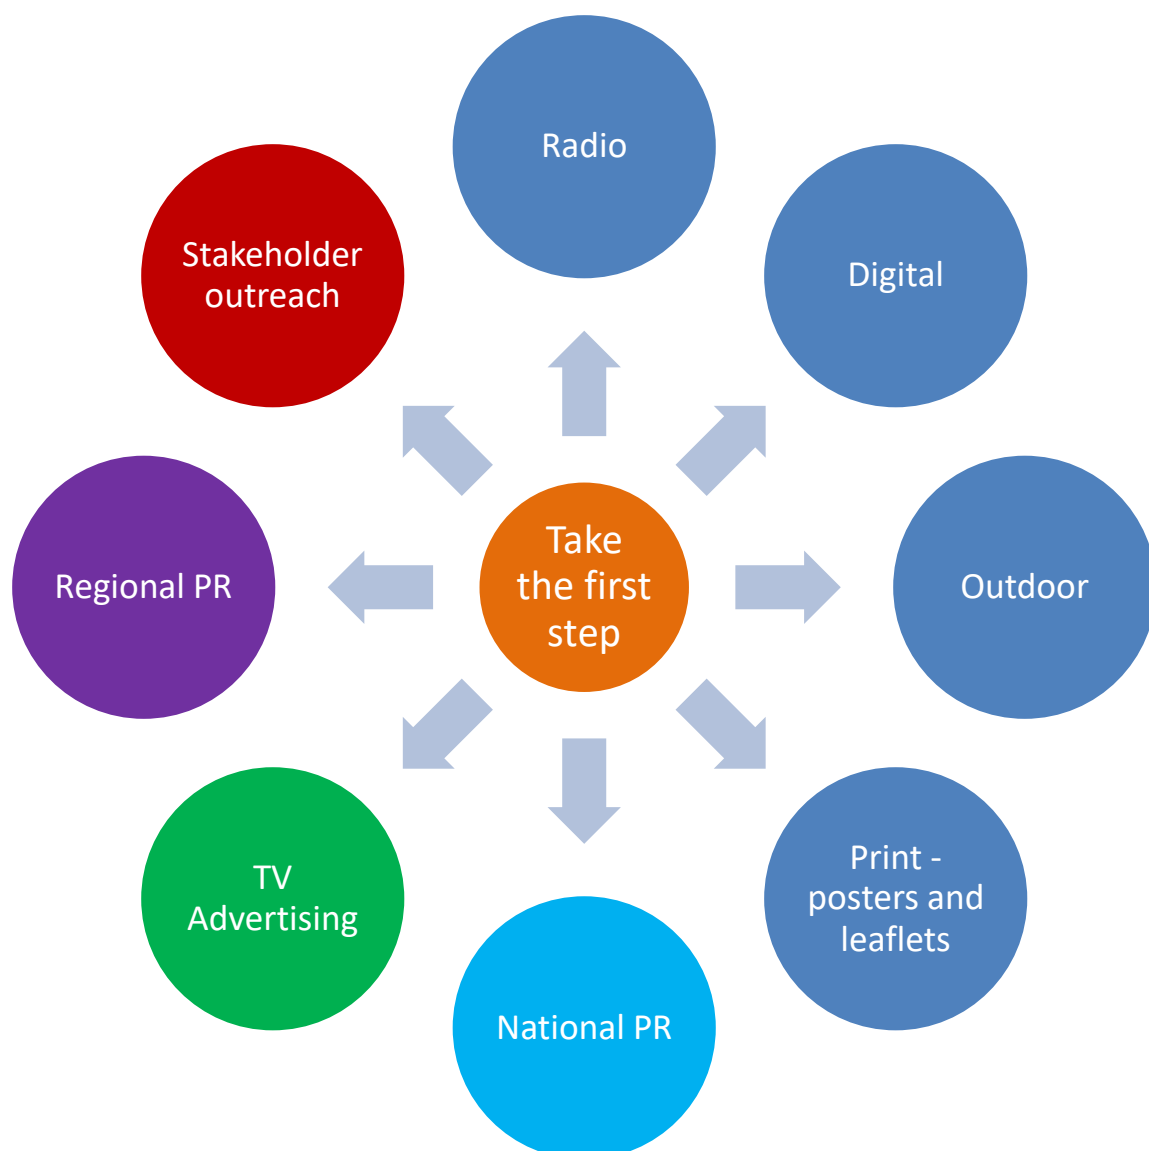 Radio
Digital
Outdoor
Print -
posters and
leaflets
National PR
TV
Advertising
Regional PR
Stakeholder
outreach
Take
the first
step